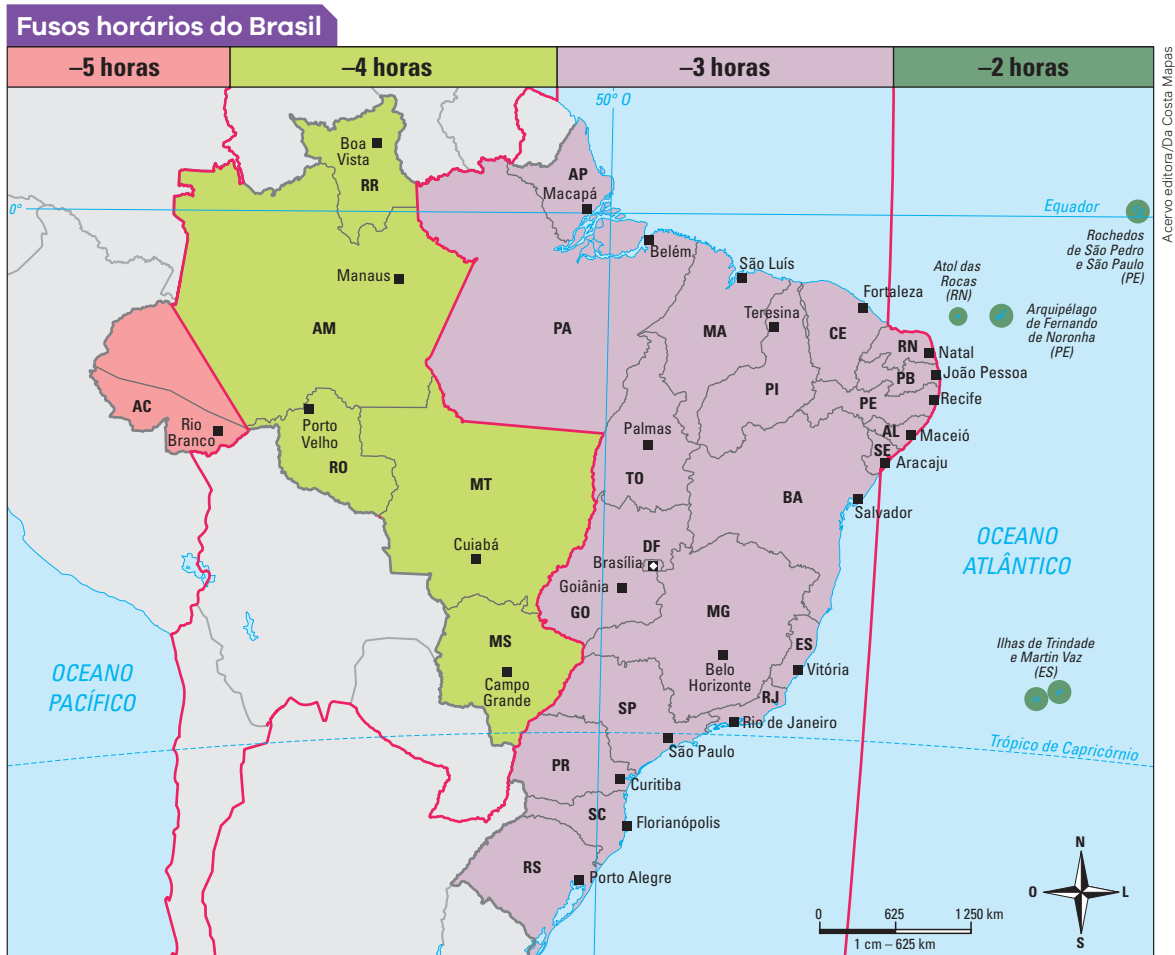 Fusos horários do Brasil
–5 horas
–4 horas
–3 horas
–2 horas
Acervo editora/Da Costa Mapas
50° O
Boa
Vista
RR
AP
Macapá
0°
Equador
Rochedos
de São Pedro
e São Paulo
(PE)
Belém
Manaus
São Luís
Atol das
Rocas
(RN)
Fortaleza
Arquipélago
de Fernando
de Noronha
(PE)
AM
PA
MA
Teresina
CE
RN
Natal
PB
João Pessoa
PI
PE
Recife
AC
Rio
Branco
Porto
Velho
RO
Palmas
AL
Maceió
SE
Aracaju
MT
TO
BA
Salvador
Cuiabá
DF
Brasília
Goiânia
GO
OCEANO
ATLÂNTICO
MG
MS
ES
Ilhas de Trindade
e Martin Vaz
(ES)
Campo
Grande
Belo
Horizonte
Vitória
OCEANO
PACÍFICO
SP
RJ
Rio de Janeiro
São Paulo
Trópico de Capricórnio
PR
Curitiba
SC
Florianópolis
RS
Porto Alegre
N
O
L
S
0
625
1 250 km
1 cm – 625 km